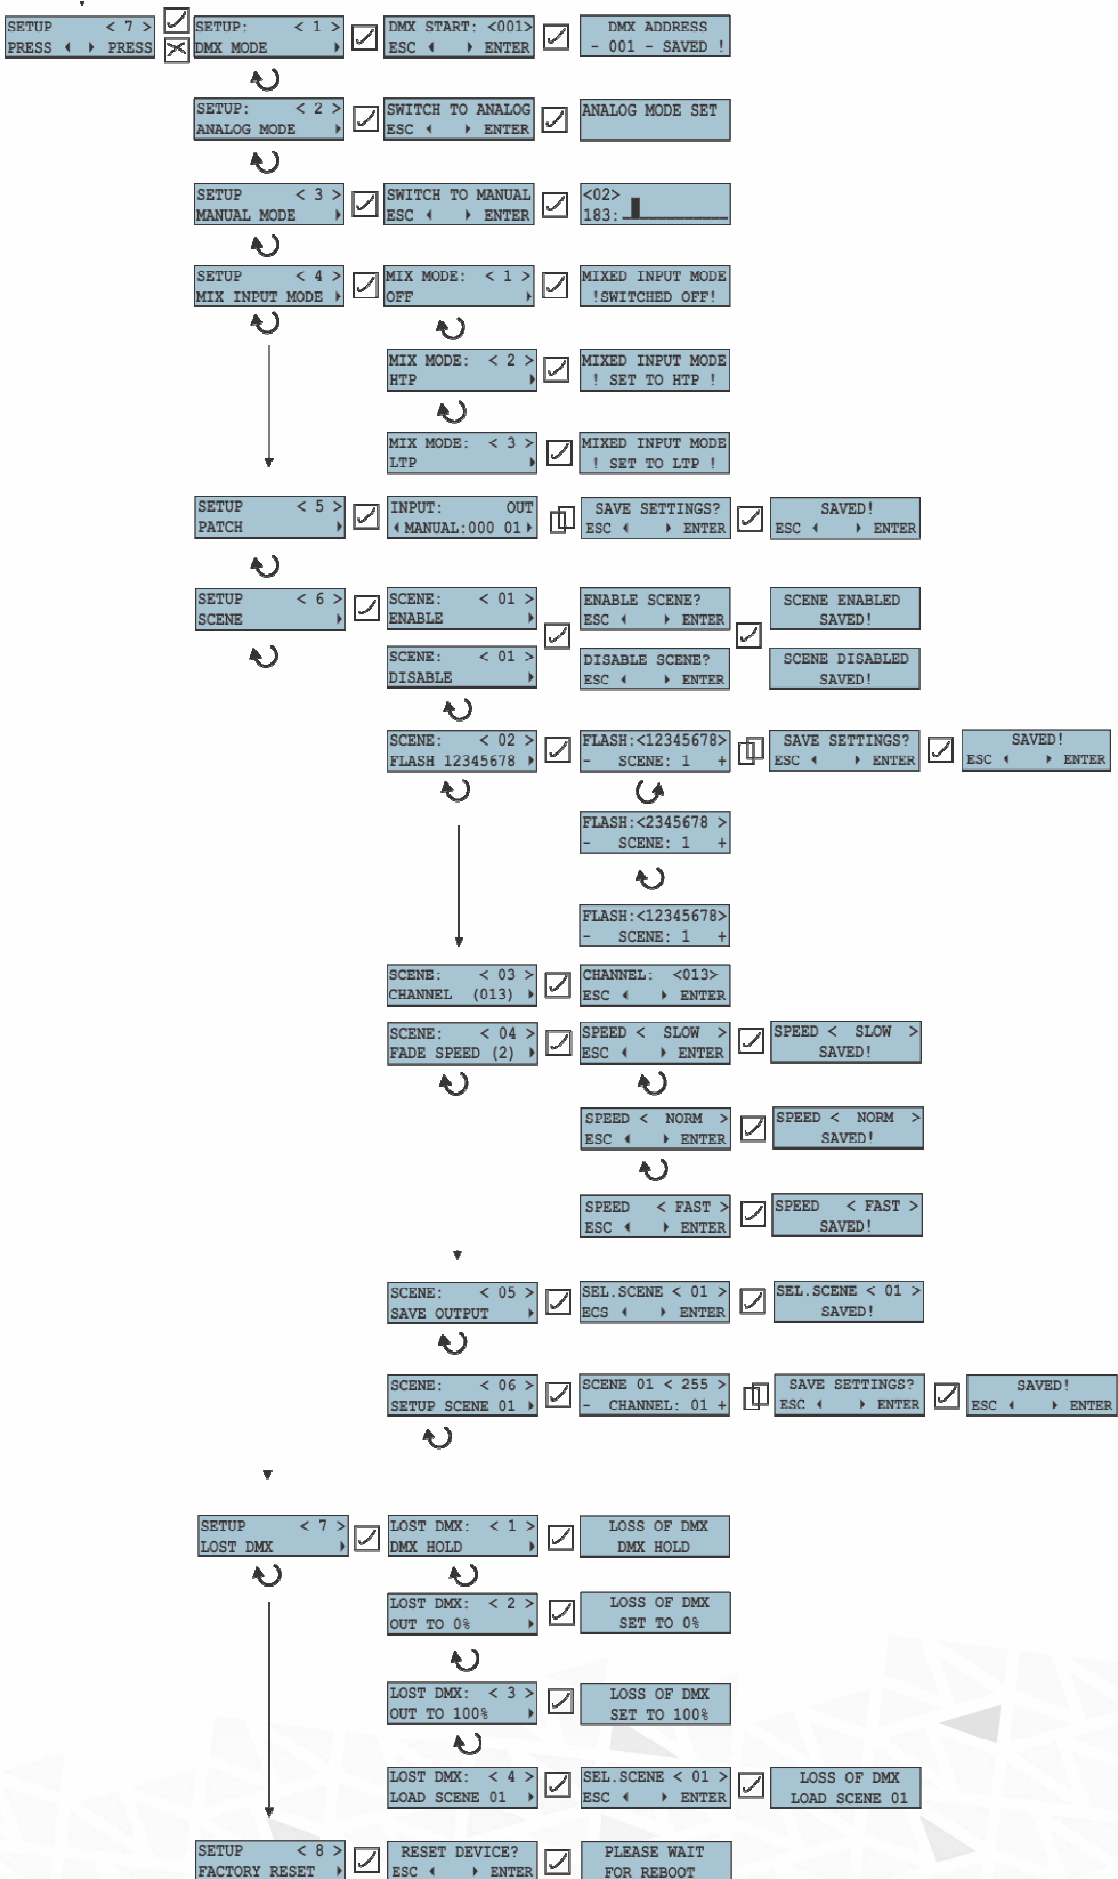 SETUP < 7 >
PRESS PRESS
SETUP: < 1 >
DMX MODE
DMX START: <001>
ESC ENTER
DMX ADDRESS
- 001 - SAVED !
SETUP: < 2 >
ANALOG MODE
SWITCH TO ANALOG
ESC ENTER
ANALOG MODE SET
SETUP < 3 >
MANUAL MODE
SWITCH TO MANUAL
ESC ENTER
<02>
183:
SETUP < 4 >
MIX INPUT MODE
MIX MODE: < 1 >
OFF
MIXED INPUT MODE
!SWITCHED OFF!
MIX MODE: < 2 >
HTP
MIXED INPUT MODE
! SET TO HTP !
MIX MODE: < 3 >
LTP
MIXED INPUT MODE
! SET TO LTP !
SETUP < 5 >
PATCH
INPUT: OUT
MANUAL:000 01
SAVE SETTINGS?
ESC ENTER
SAVED!
ESC ENTER
SETUP < 6 >
SCENE
SCENE: < 01 >
ENABLE
ENABLE SCENE?
ESC ENTER
SCENE ENABLED
SAVED!
SCENE: < 01 >
DISABLE
DISABLE SCENE?
ESC ENTER
SCENE DISABLED
SAVED!
SCENE: < 02 >
FLASH 12345678
FLASH:<12345678>
- SCENE: 1 +
SAVE SETTINGS?
ESC ENTER
SAVED!
ESC ENTER
FLASH:<2345678 >
- SCENE: 1 +
FLASH:<12345678>
- SCENE: 1 +
SCENE: < 03 >
CHANNEL (013)
CHANNEL: <013>
ESC ENTER
SCENE: < 04 >
FADE SPEED (2)
SPEED < SLOW >
ESC ENTER
SPEED < SLOW >
SAVED!
SPEED < NORM >
ESC ENTER
SPEED < NORM >
SAVED!
SPEED < FAST >
ESC ENTER
SPEED < FAST >
SAVED!
SCENE: < 05 >
SAVE OUTPUT
SEL.SCENE < 01 >
ECS ENTER
SEL.SCENE < 01 >
SAVED!
SCENE: < 06 >
SETUP SCENE 01
SCENE 01 < 255 >
- CHANNEL: 01 +
SAVE SETTINGS?
ESC ENTER
SAVED!
ESC ENTER
SETUP < 7 >
LOST DMX
LOST DMX: < 1 >
DMX HOLD
LOSS OF DMX
DMX HOLD
LOST DMX: < 2 >
OUT TO 0%
LOSS OF DMX
SET TO 0%
LOST DMX: < 3 >
OUT TO 100%
LOSS OF DMX
SET TO 100%
LOST DMX: < 4 >
LOAD SCENE 01
SEL.SCENE < 01 >
ESC ENTER
LOSS OF DMX
LOAD SCENE 01
SETUP < 8 >
FACTORY RESET
RESET DEVICE?
ESC ENTER
PLEASE WAIT
FOR REBOOT